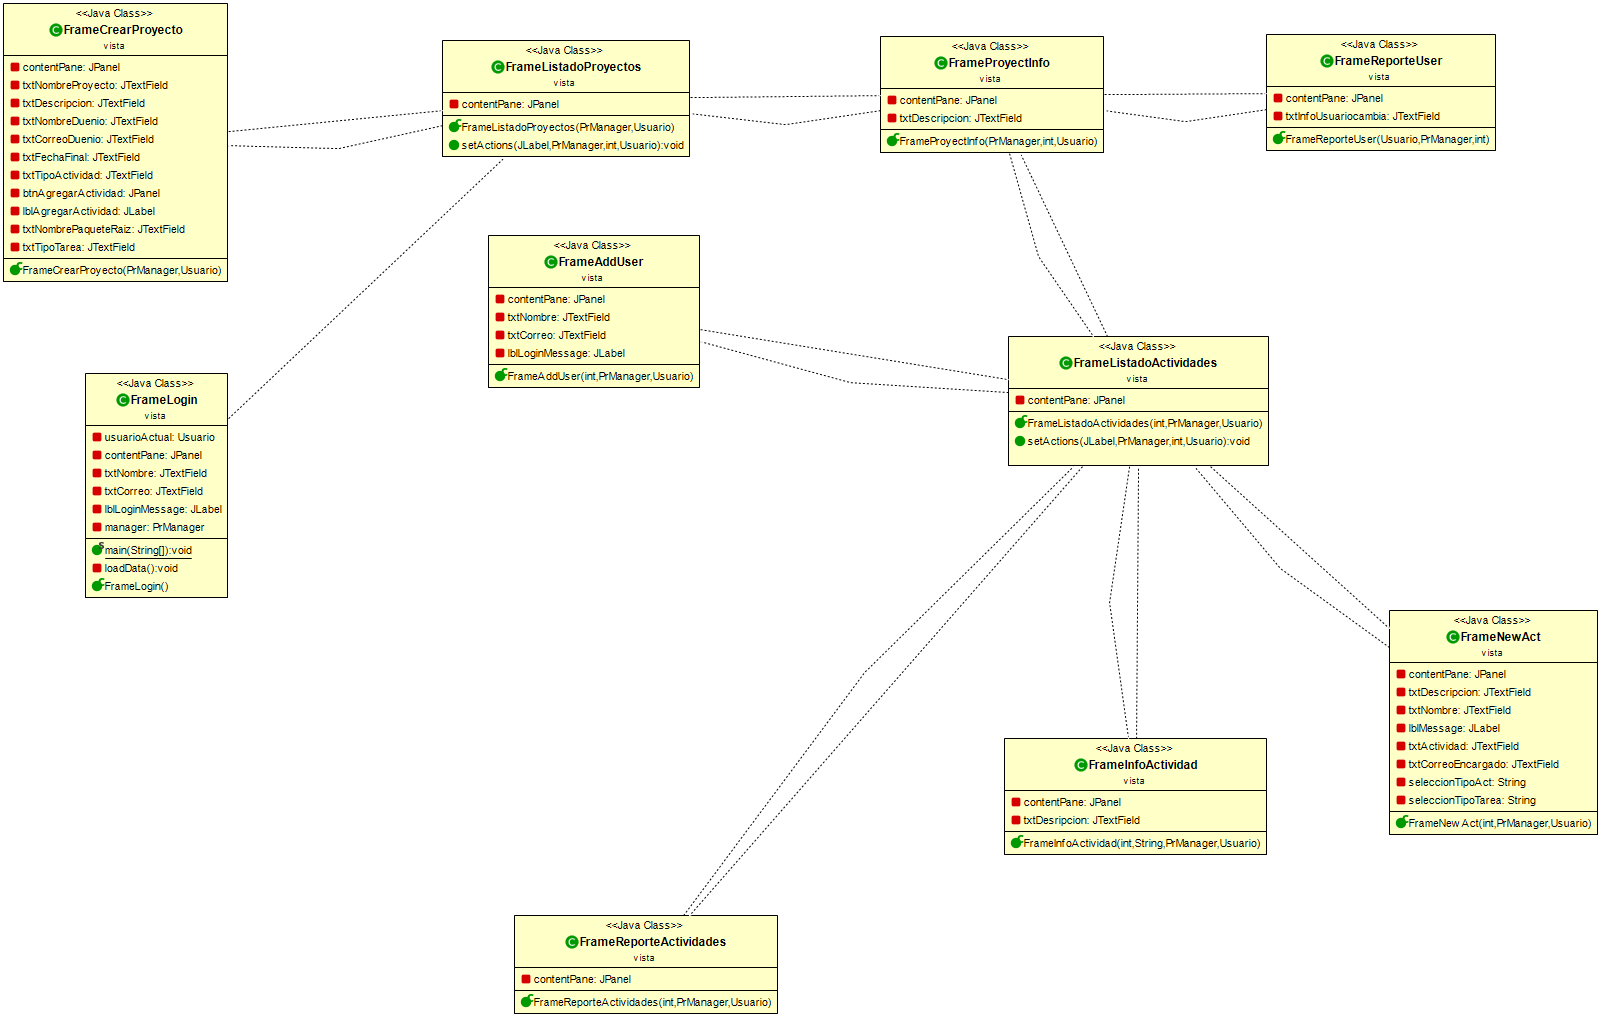 <<Java Class>>
FrameCrearProyecto
vista
contentPane: JPanel
txtNombreProyecto: JTextField
txtDescripcion: JTextField
txtNombreDuenio: JTextField
txtCorreoDuenio: JTextField
txtFechaFinal: JTextField
txtTipoActividad: JTextField
btnAgregarActividad: JPanel
lblAgregarActividad: JLabel
txtNombrePaqueteRaiz: JTextField
txtTipoTarea: JTextField
FrameCrearProyecto(PrManager,Usuario)
<<Java Class>>
FrameListadoProyectos
vista
contentPane: JPanel
FrameListadoProyectos(PrManager,Usuario)
setActions(JLabel,PrManager,int,Usuario):void
<<Java Class>>
FrameProyectInfo
vista
contentPane: JPanel
txtDescripcion: JTextField
FrameProyectInfo(PrManager,int,Usuario)
<<Java Class>>
FrameReporteUser
vista
contentPane: JPanel
txtInfoUsuariocambia: JTextField
FrameReporteUser(Usuario,PrManager,int)
<<Java Class>>
FrameAddUser
vista
contentPane: JPanel
txtNombre: JTextField
txtCorreo: JTextField
lblLoginMessage: JLabel
FrameAddUser(int,PrManager,Usuario)
<<Java Class>>
FrameListadoActividades
vista
contentPane: JPanel
FrameListadoActividades(int,PrManager,Usuario)
setActions(JLabel,PrManager,int,Usuario):void
<<Java Class>>
FrameLogin
vista
usuarioActual: Usuario
contentPane: JPanel
txtNombre: JTextField
txtCorreo: JTextField
lblLoginMessage: JLabel
manager: PrManager
main(String[]):void
loadData():void
FrameLogin()
<<Java Class>>
FrameNewAct
vista
contentPane: JPanel
txtDescripcion: JTextField
txtNombre: JTextField
lblMessage: JLabel
txtActividad: JTextField
txtCorreoEncargado: JTextField
seleccionTipoAct: String
seleccionTipoTarea: String
FrameNewAct(int,PrManager,Usuario)
<<Java Class>>
FrameInfoActividad
vista
contentPane: JPanel
txtDesripcion: JTextField
FrameInfoActividad(int,String,PrManager,Usuario)
<<Java Class>>
FrameReporteActividades
vista
contentPane: JPanel
FrameReporteActividades(int,PrManager,Usuario)